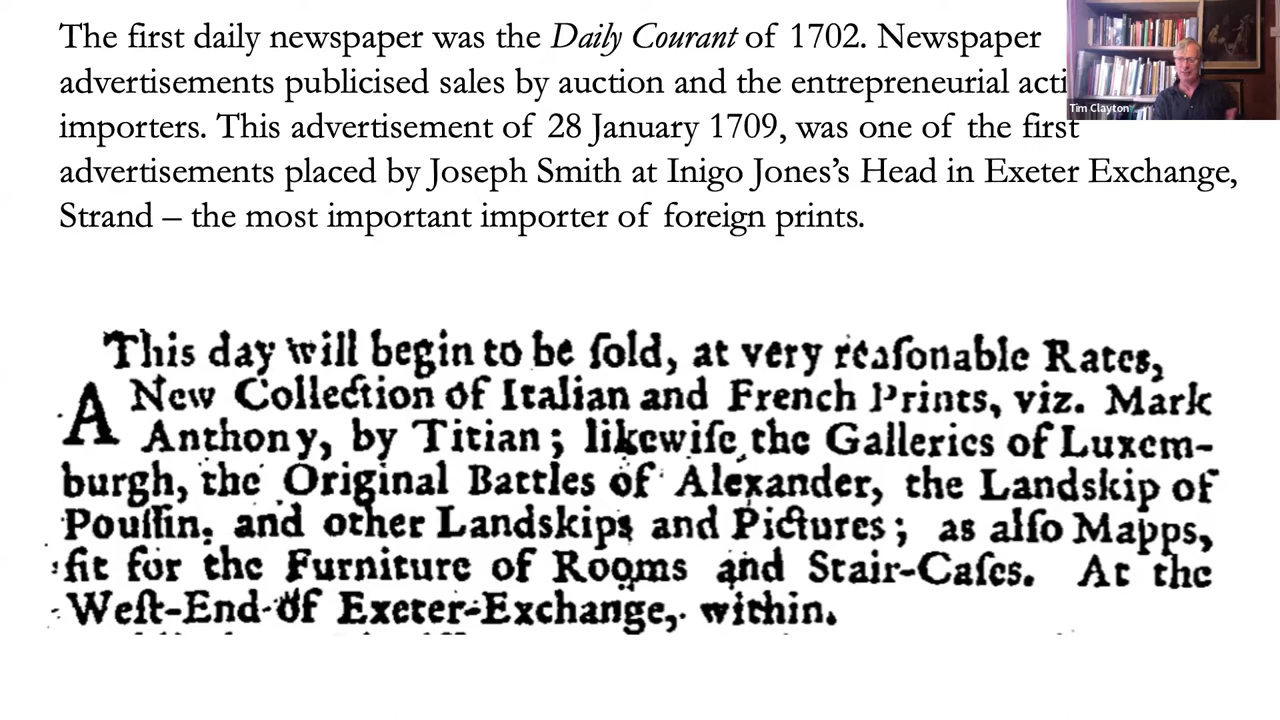 The first daily newspaper was the Daily Courant of 1702. Newspaper
advertisements publicised sales by auction and the entrepreneurial
importers. This advertisement of 28 January 1709, was one of the first
advertisements placed by Joseph Smith at Inigo Jones’s Head in Exeter Exchange,
Strand – the most important importer of foreign prints.
Tim Clayton
This day will begin to be ſold, at very reaſonable Rates,
A New Collection of Italian and French Prints, viz. Mark
Anthony, by Titian; likewiſe the Galleries of Luxem-
burgh, the Original Battles of Alexander, the Landskip of
Pouſſin, and other Landskips and Pictures; as alſo Mapps,
fit for the Furniture of Rooms and Stair-Caſes. At the
Weſt-End of Exeter-Exchange, within.